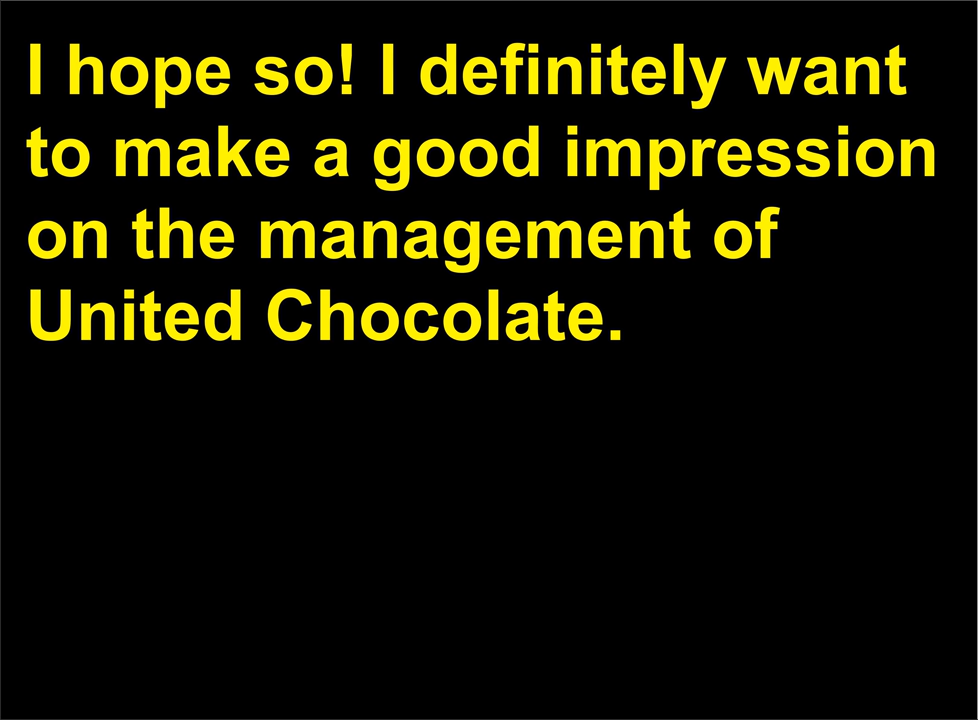 I hope so! I definitely want
to make a good impression
on the management of
United Chocolate.